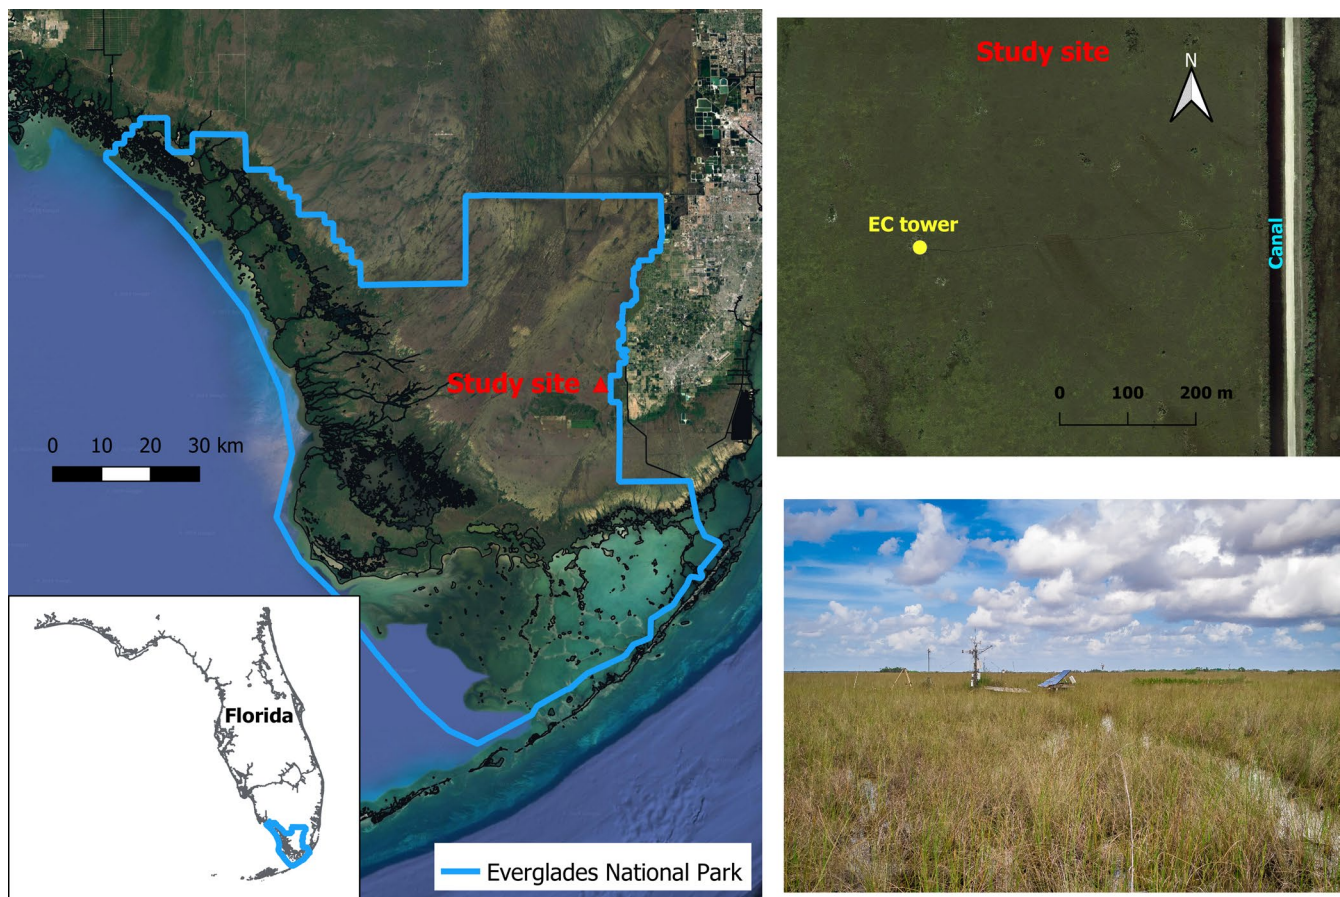 Study site
0 10 20 30 km
Florida
Everglades National Park
Study site
N
EC tower
Canal
0 100 200 m